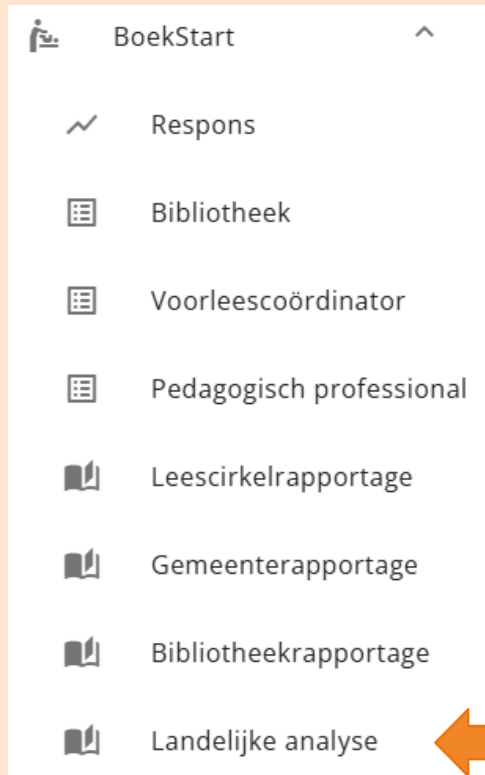 BoekStart
Respons
Bibliotheek
Voorleescoördinator
Pedagogisch professional
Leescirkelrapportage
Gemeenterapportage
Bibliotheekrapportage
Landelijke analyse